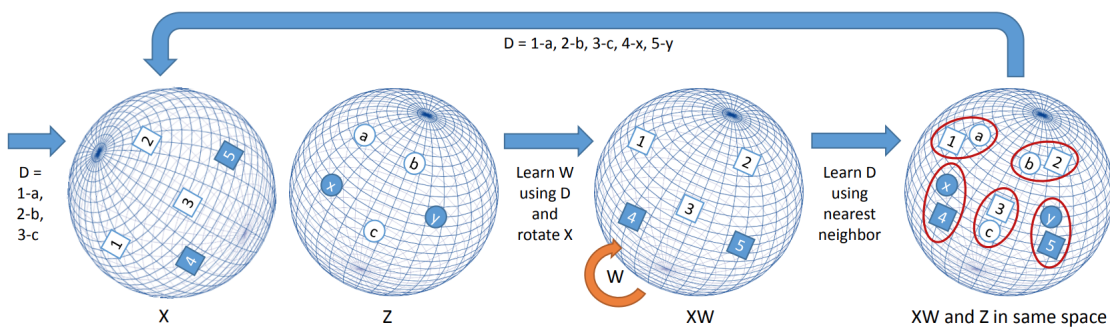 D = 1-a, 2-b, 3-c, 4-x, 5-y
D =
1-a,
2-b,
3-c
2
5
3
1
4
X
a
b
x
y
c
Z
Learn W
using D
and
rotate X
1
2
3
4
5
W
XW
Learn D
using
nearest
neighbor
1 a
b 2
x
4
3
c
y
5
XW and Z in same space